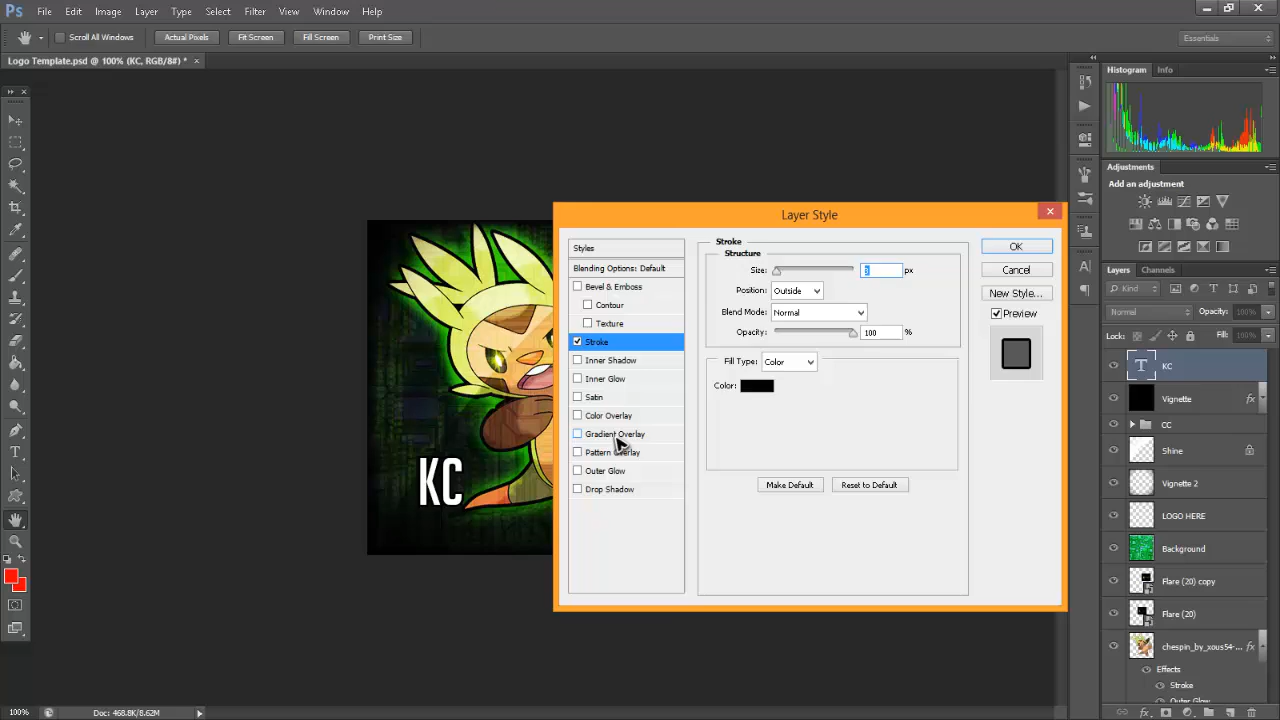 Ps File Edit Image Layer Type Select Filter View Window Help
Scroll All Windows Actual Pixels Fit Screen Fill Screen Print Size Essentials
Logo Template.psd @ 100% (KC, RGB/8#) * ×
Histogram Info
Adjustments
Add an adjustment
Layers Channels
Kind
Normal Opacity: 100%
Lock: Fill: 100%
T KC
Vignette fx
CC
Shine
Vignette 2
LOGO HERE
Background
Flare (20) copy
Flare (20)
chespin_by_xous54-... fx
Effects
Stroke
Outer Glow
Layer Style
Styles
Blending Options: Default
Bevel & Emboss
Contour
Texture
Stroke
Inner Shadow
Inner Glow
Satin
Color Overlay
Gradient Overlay
Pattern Overlay
Outer Glow
Drop Shadow
Stroke
Structure
Size: 3 px
Position: Outside
Blend Mode: Normal
Opacity: 100 %
Fill Type: Color
Color:
Make Default Reset to Default
OK
Cancel
New Style...
Preview
KC
100% Doc: 468.8K/8.62M